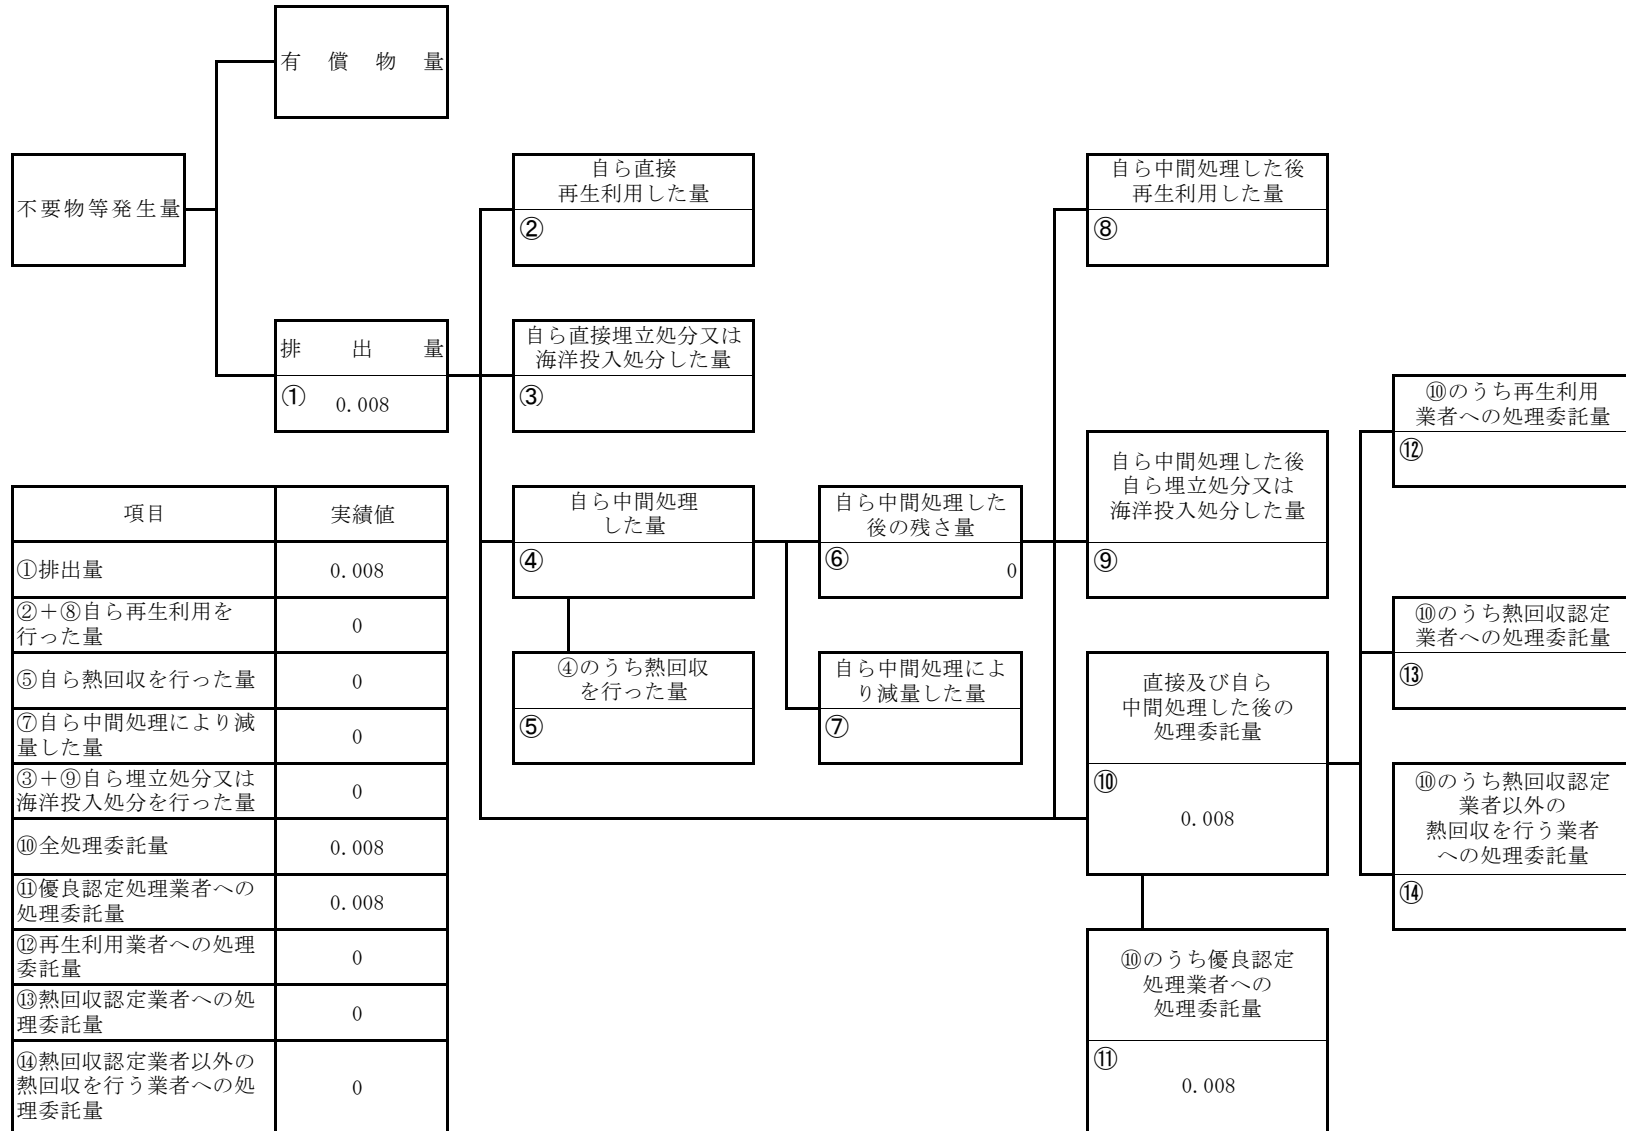 有償物量
不要物等発生量
排出量
① 0.008
自ら直接
再生利用した量
②
自ら直接埋立処分又は
海洋投入処分した量
③
自ら中間処理
した量
④
④のうち熱回収
を行った量
⑤
自ら中間処理した
後の残さ量
⑥ 0
自ら中間処理によ
り減量した量
⑦
自ら中間処理した後
再生利用した量
⑧
自ら中間処理した後
自ら埋立処分又は
海洋投入処分した量
⑨
直接及び自ら
中間処理した後の
処理委託量
⑩
0.008
⑩のうち優良認定
処理業者への
処理委託量
⑪
0.008
⑩のうち再生利用
業者への処理委託量
⑫
⑩のうち熱回収認定
業者への処理委託量
⑬
⑩のうち熱回収認定
業者以外の
熱回収を行う業者
への処理委託量
⑭
項目 実績値
①排出量 0.008
②+⑧自ら再生利用を
行った量 0
⑤自ら熱回収を行った量 0
⑦自ら中間処理により減
量した量 0
③+⑨自ら埋立処分又は
海洋投入処分を行った量 0
⑩全処理委託量 0.008
⑪優良認定処理業者への
処理委託量 0.008
⑫再生利用業者への処理
委託量 0
⑬熱回収認定業者への処
理委託量 0
⑭熱回収認定業者以外の
熱回収を行う業者への処
理委託量 0